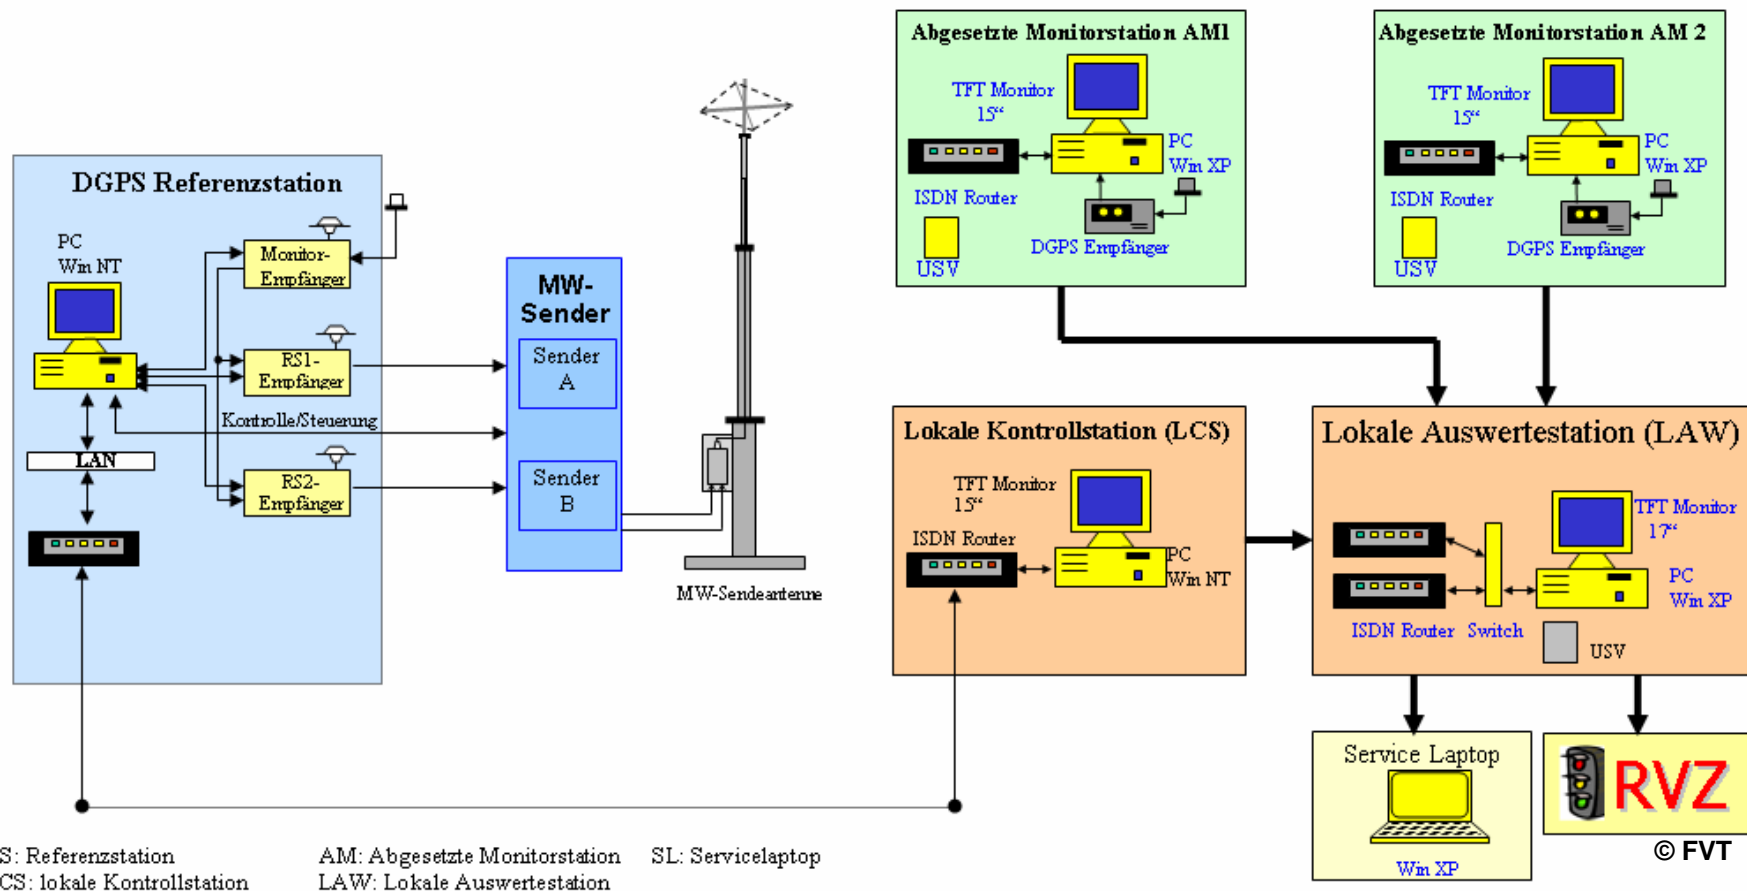 DGPS Referenzstation
PC
Win NT
Monitor-
Empfänger
RS1-
Empfänger
Kontrolle/Steuerung
LAN
RS2-
Empfänger
MW-
Sender
Sender
A
Sender
B
MW-Sendeantenne
Abgesetzte Monitorstation AM1
TFT Monitor
15“
PC
Win XP
ISDN Router
DGPS Empfänger
USV
Abgesetzte Monitorstation AM 2
TFT Monitor
15“
PC
Win XP
ISDN Router
DGPS Empfänger
USV
Lokale Kontrollstation (LCS)
TFT Monitor
15“
ISDN Router
PC
Win NT
Lokale Auswertestation (LAW)
TFT Monitor
17“
PC
Win XP
ISDN Router Switch
USV
Service Laptop
Win XP
RVZ
© FVT
S: Referenzstation AM: Abgesetzte Monitorstation SL: Servicelaptop
CS: lokale Kontrollstation LAW: Lokale Auswertestation